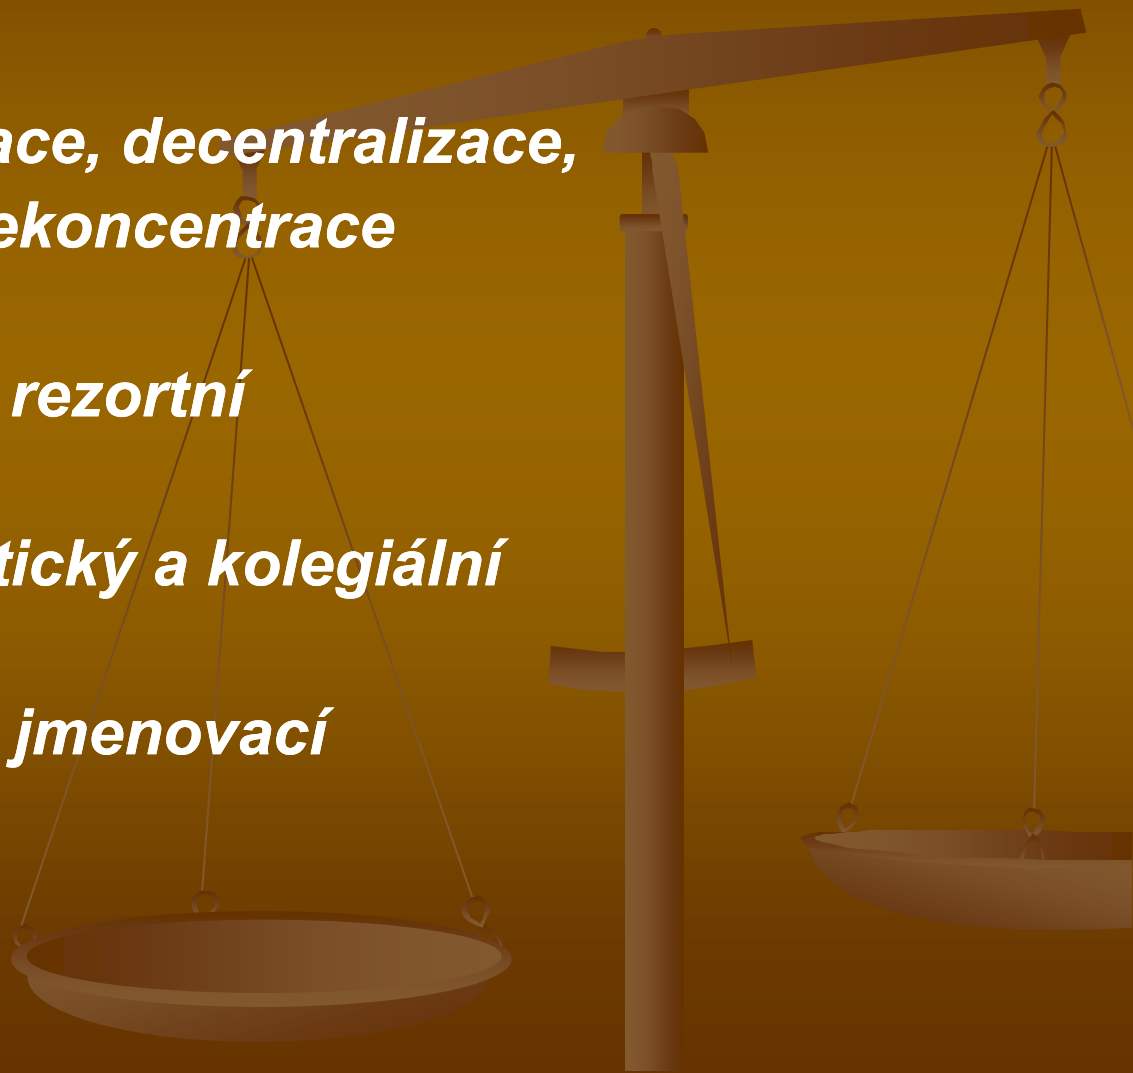 ace, decentralizace,
ekoncentrace
rezortní
tický a kolegiální
jmenovací